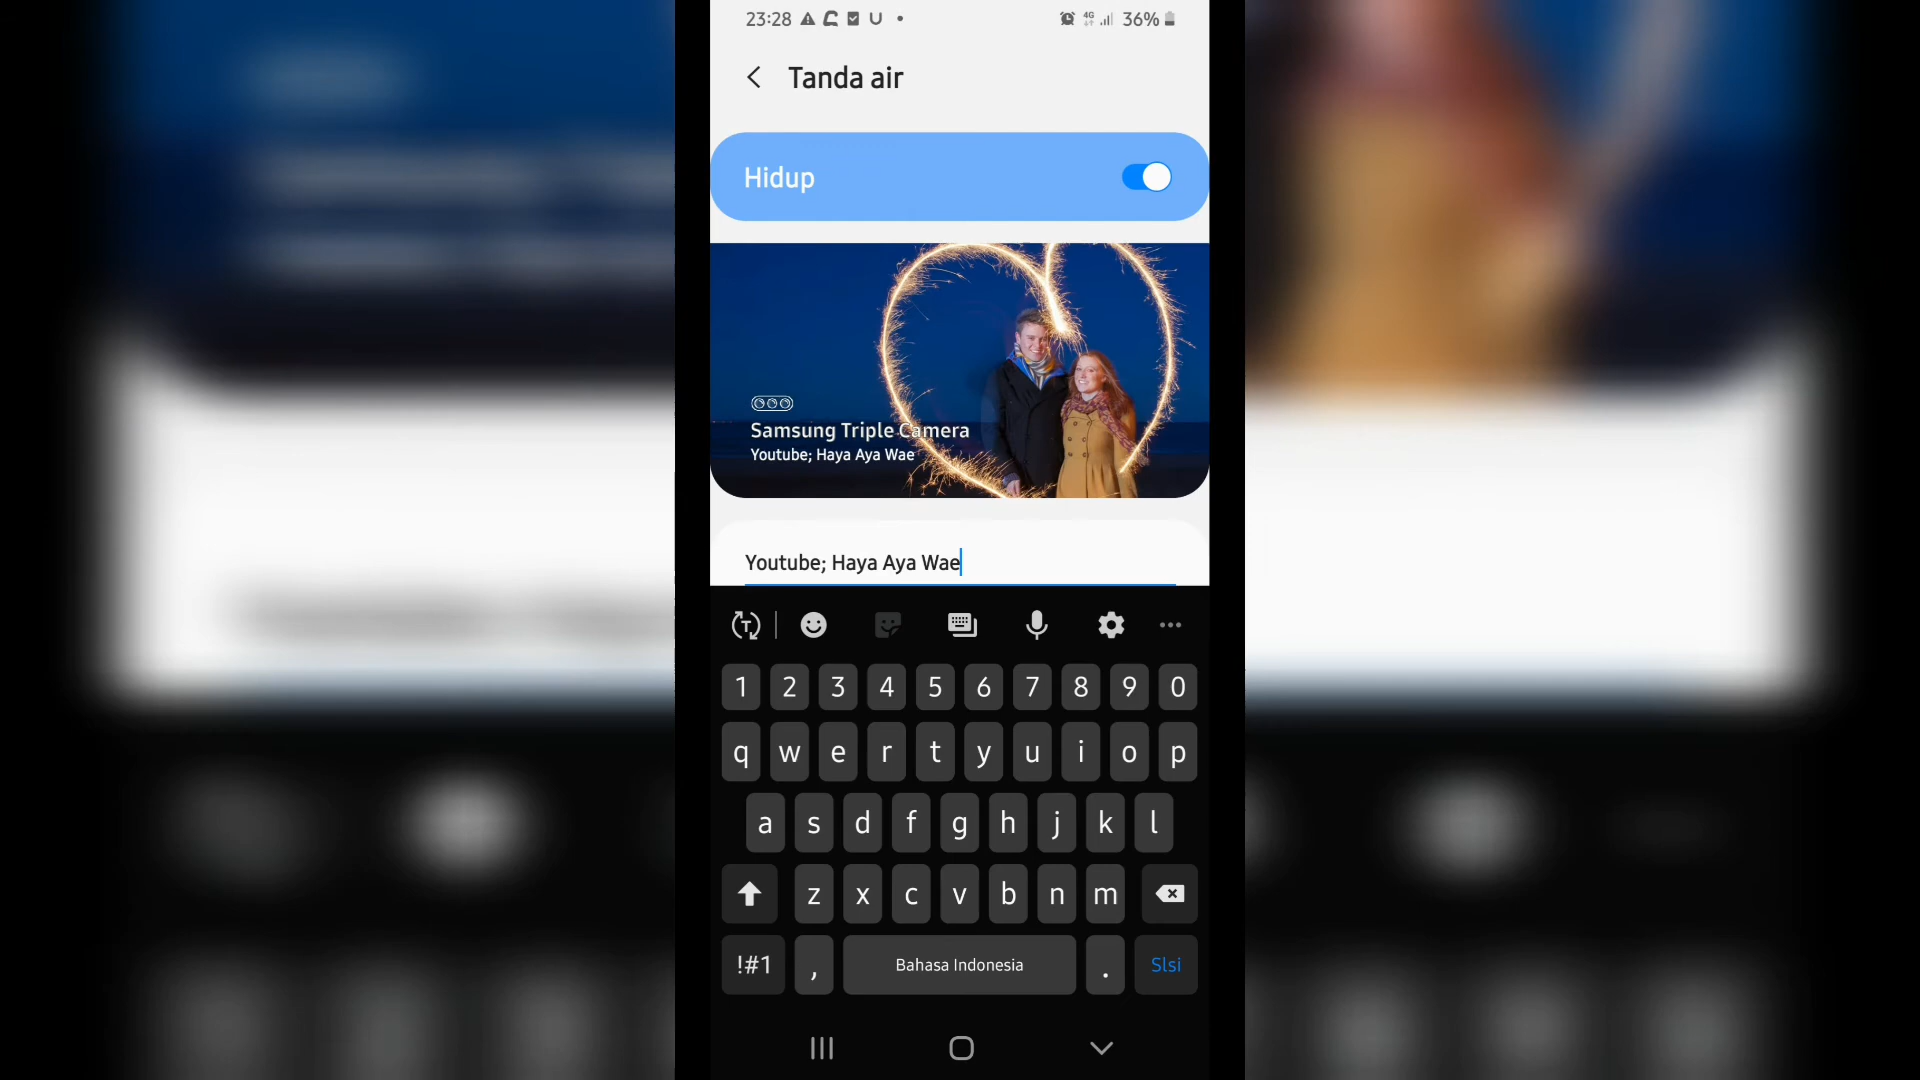 23:28 4G 36%
Tanda air
Hidup
Samsung Triple Camera
Youtube; Haya Aya Wae
Youtube; Haya Aya Wae
1 2 3 4 5 6 7 8 9 0
q w e r t y u i o p
a s d f g h j k l
z x c v b n m
!#1 , Bahasa Indonesia . Slsi